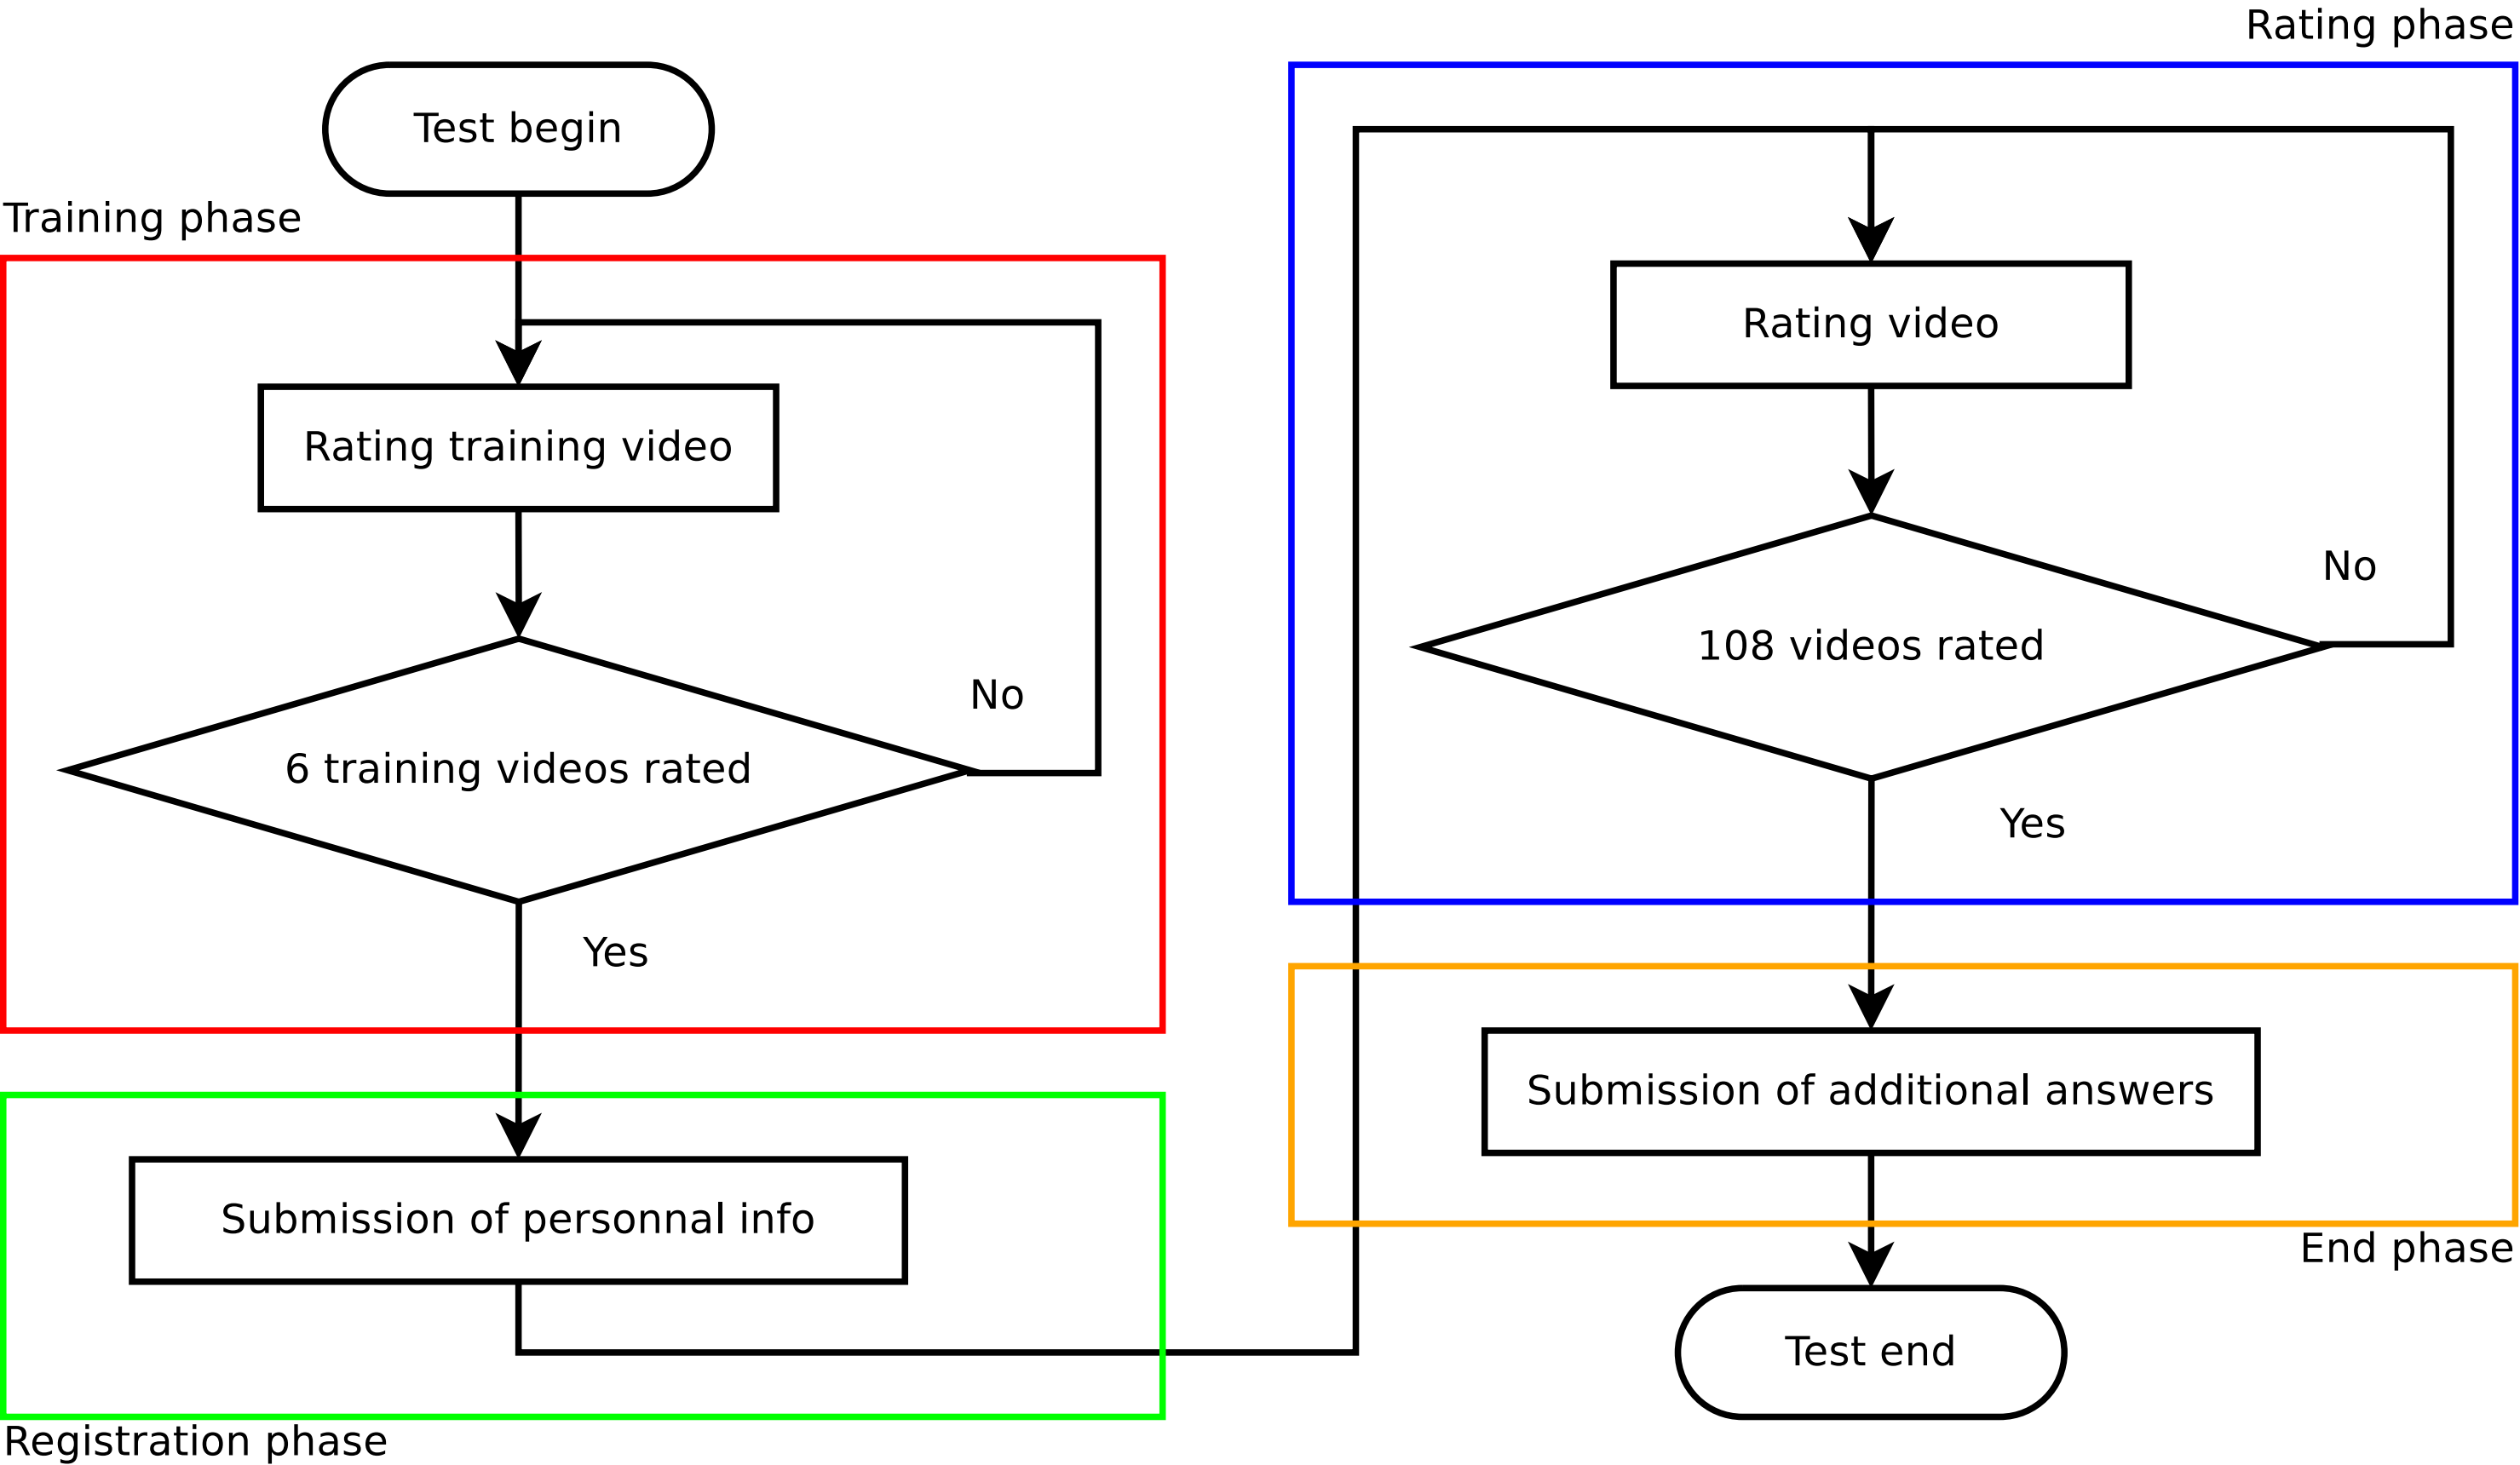 Test begin
Training phase
Rating training video
6 training videos rated
No
Yes
Submission of personnal info
Registration phase
Rating phase
Rating video
108 videos rated
No
Yes
Submission of additional answers
End phase
Test end